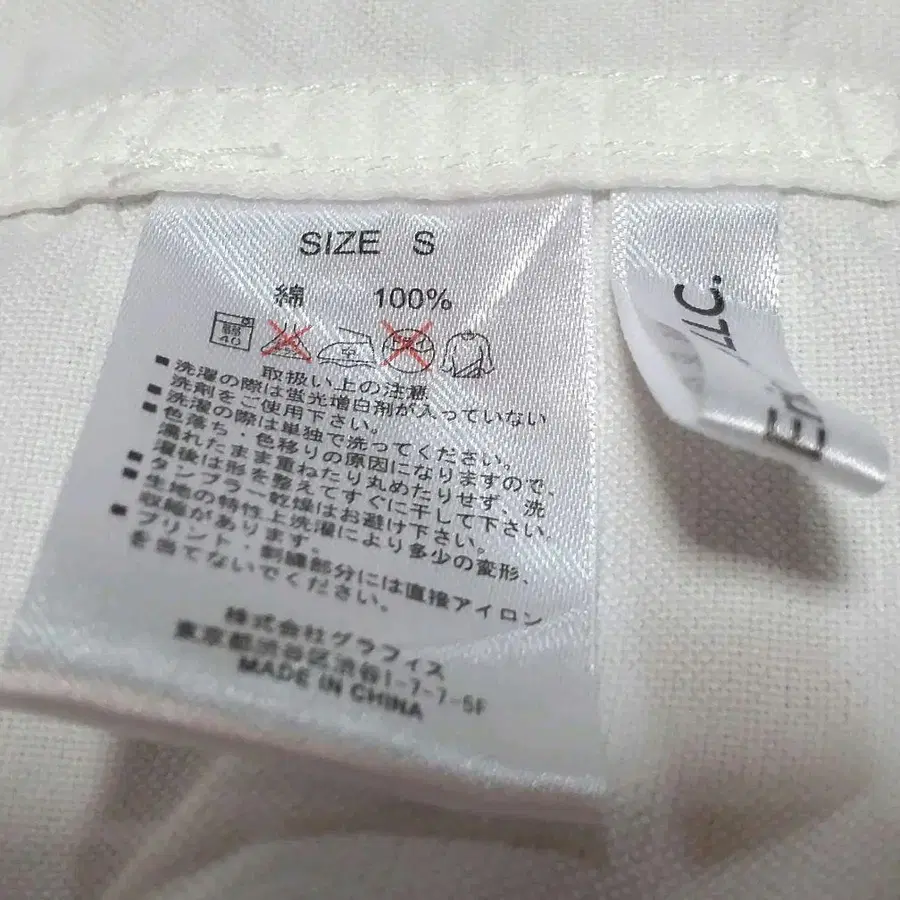 SIZE S
綿 100%
弱
40
取扱い上の注意
■洗濯の際は蛍光増白剤が入っていない
洗剤をご使用下さい。
■洗濯の際は単独で洗ってください。
■色落ち・色移りの原因になりますので、
濡れたまま重ねたり丸めたりせず、洗
濯後は形を整えてすぐに干して下さい。
■タンブラー乾燥はお避け下さい。
■生地の特性上洗濯により多少の変形、
収縮があります。
■プリント・刺繍部分には直接アイロン
を当てないでください。
株式会社グラフィス
東京都渋谷区渋谷1-7-7-5F
MADE IN CHINA